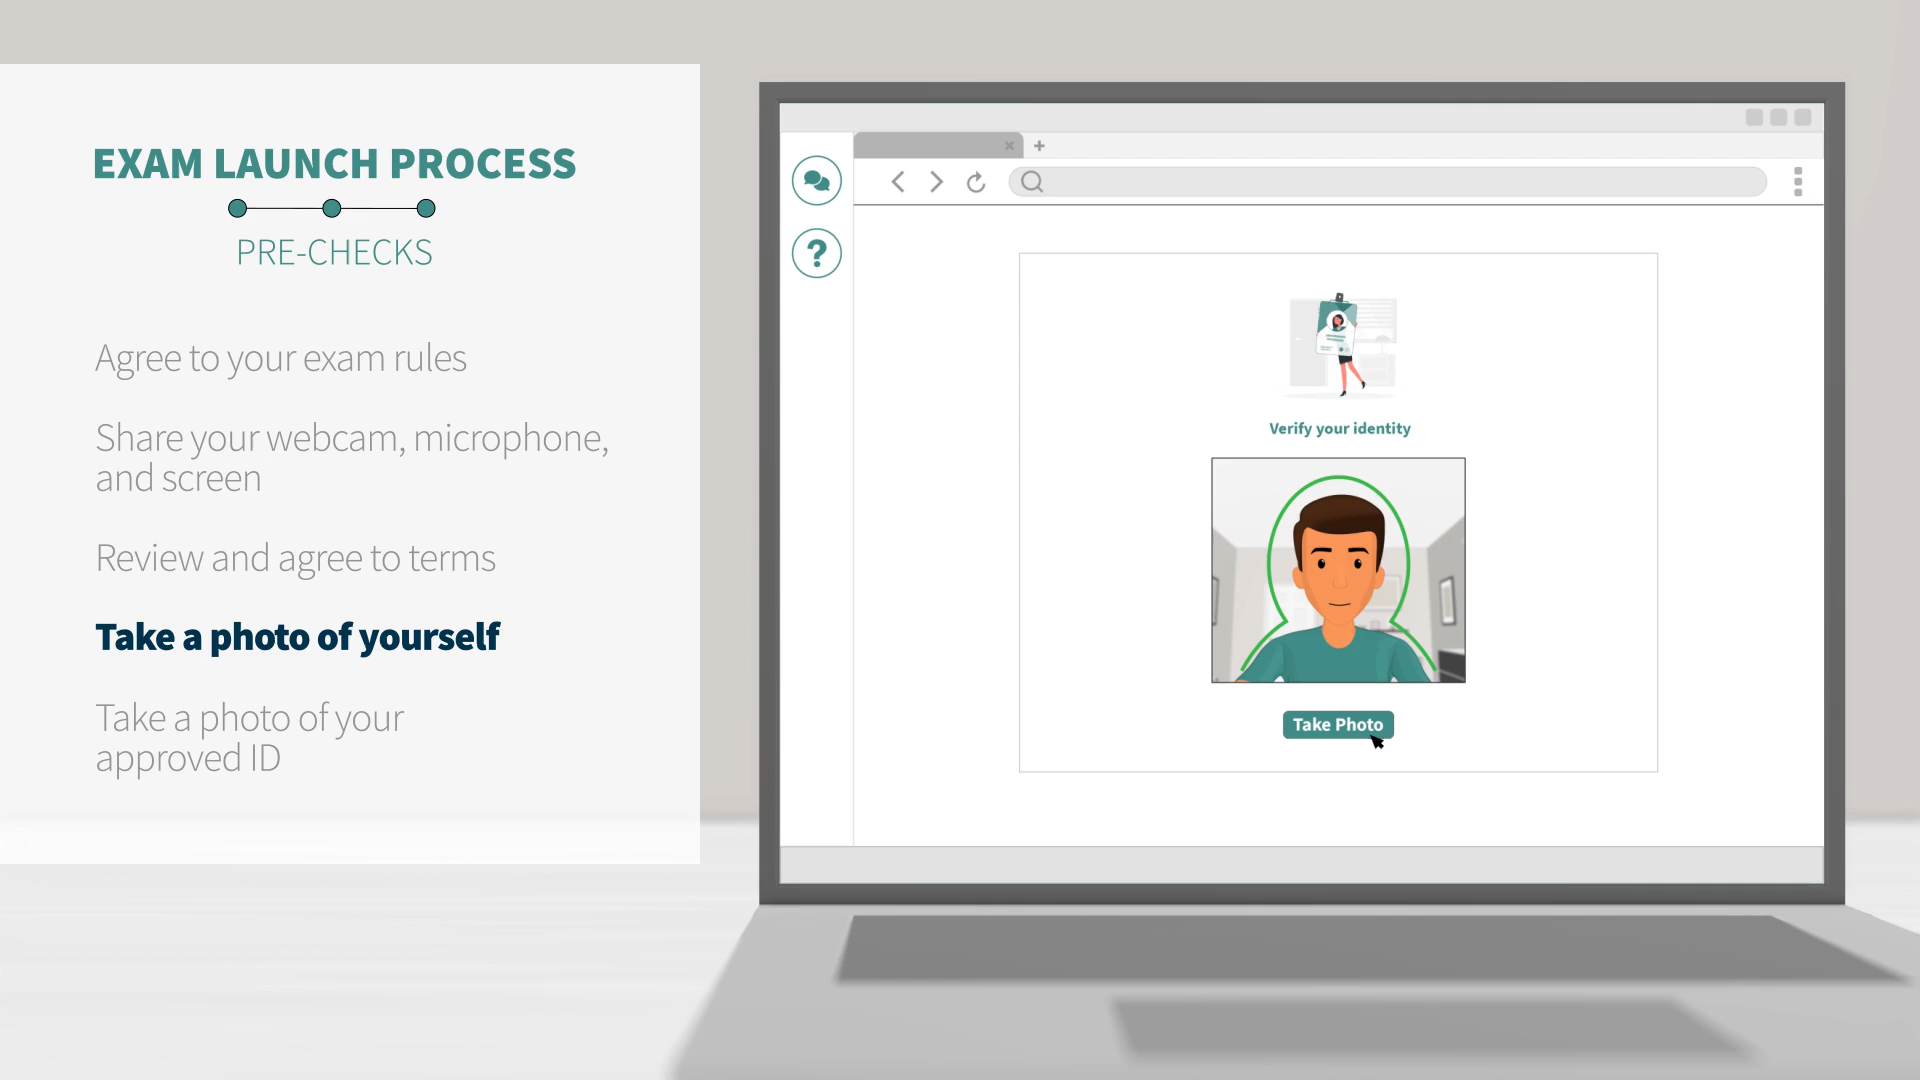 EXAM LAUNCH PROCESS
PRE-CHECKS
Agree to your exam rules
Share your webcam, microphone,
and screen
Review and agree to terms
Take a photo of yourself
Take a photo of your
approved ID
Verify your identity
Take Photo